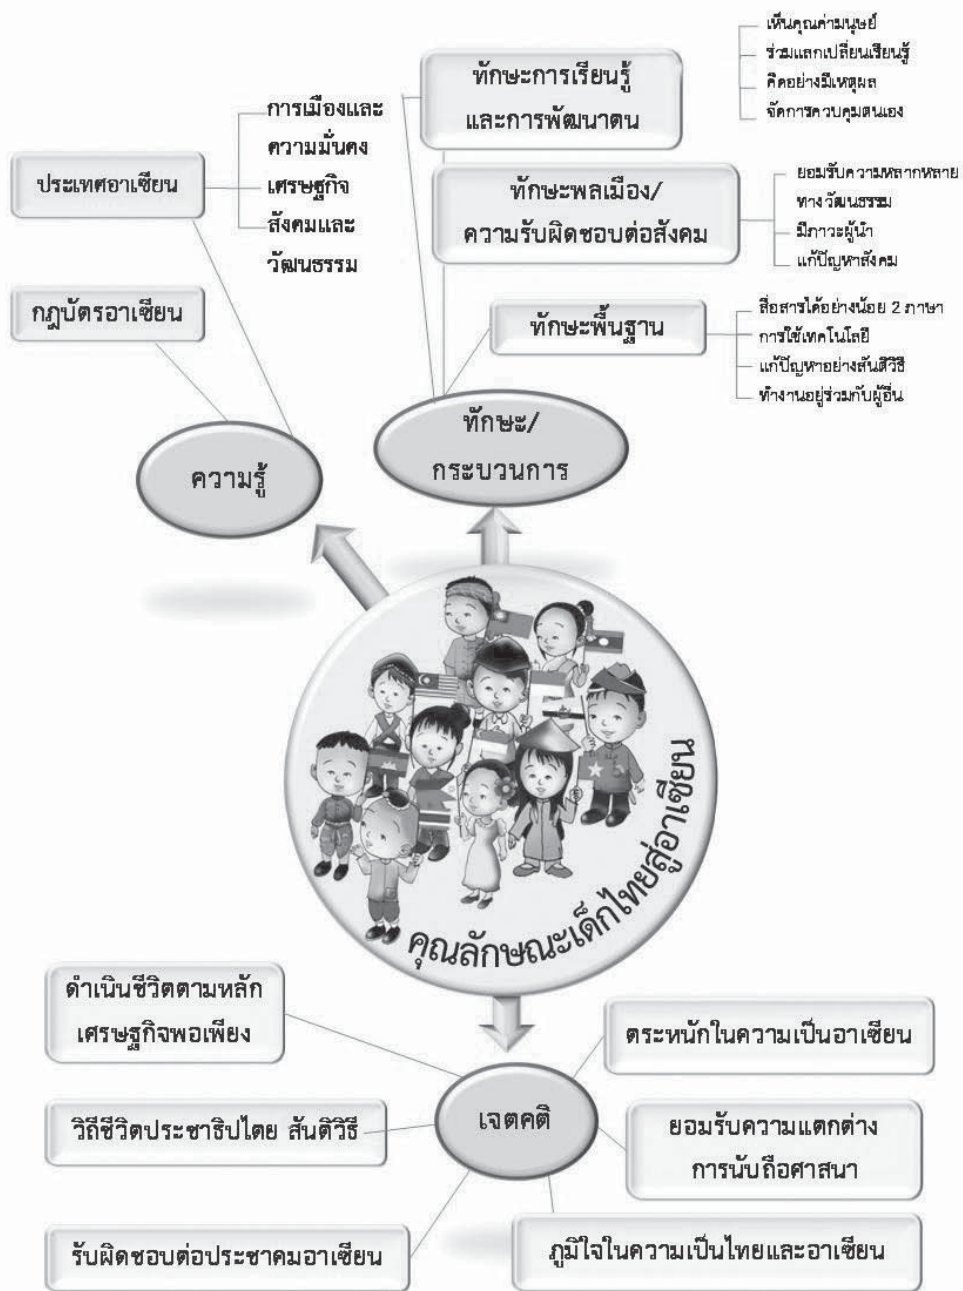 เห็นคุณค่ามนุษย์
ร่วมแลกเปลี่ยนเรียนรู้
คิดอย่างมีเหตุผล
จัดการควบคุมตนเอง
ทักษะการเรียนรู้
และการพัฒนาตน
การเมืองและ
ความมั่นคง
เศรษฐกิจ
สังคมและ
วัฒนธรรม
ประเทศอาเซียน
ทักษะพลเมือง/
ความรับผิดชอบต่อสังคม
ยอมรับความหลากหลาย
ทางวัฒนธรรม
มีภาวะผู้นำ
แก้ปัญหาสังคม
กฎบัตรอาเซียน
ทักษะพื้นฐาน
สื่อสารได้อย่างน้อย 2 ภาษา
การใช้เทคโนโลยี
แก้ปัญหาอย่างสันติวิธี
ทำงานอยู่ร่วมกับผู้อื่น
ความรู้
ทักษะ/
กระบวนการ
คุณลักษณะเด็กไทยสู่อาเซียน
ดำเนินชีวิตตามหลัก
เศรษฐกิจพอเพียง
ตระหนักในความเป็นอาเซียน
วิถีชีวิตประชาธิปไตย สันติวิธี
เจตคติ
ยอมรับความแตกต่าง
การนับถือศาสนา
รับผิดชอบต่อประชาคมอาเซียน
ภูมิใจในความเป็นไทยและอาเซียน